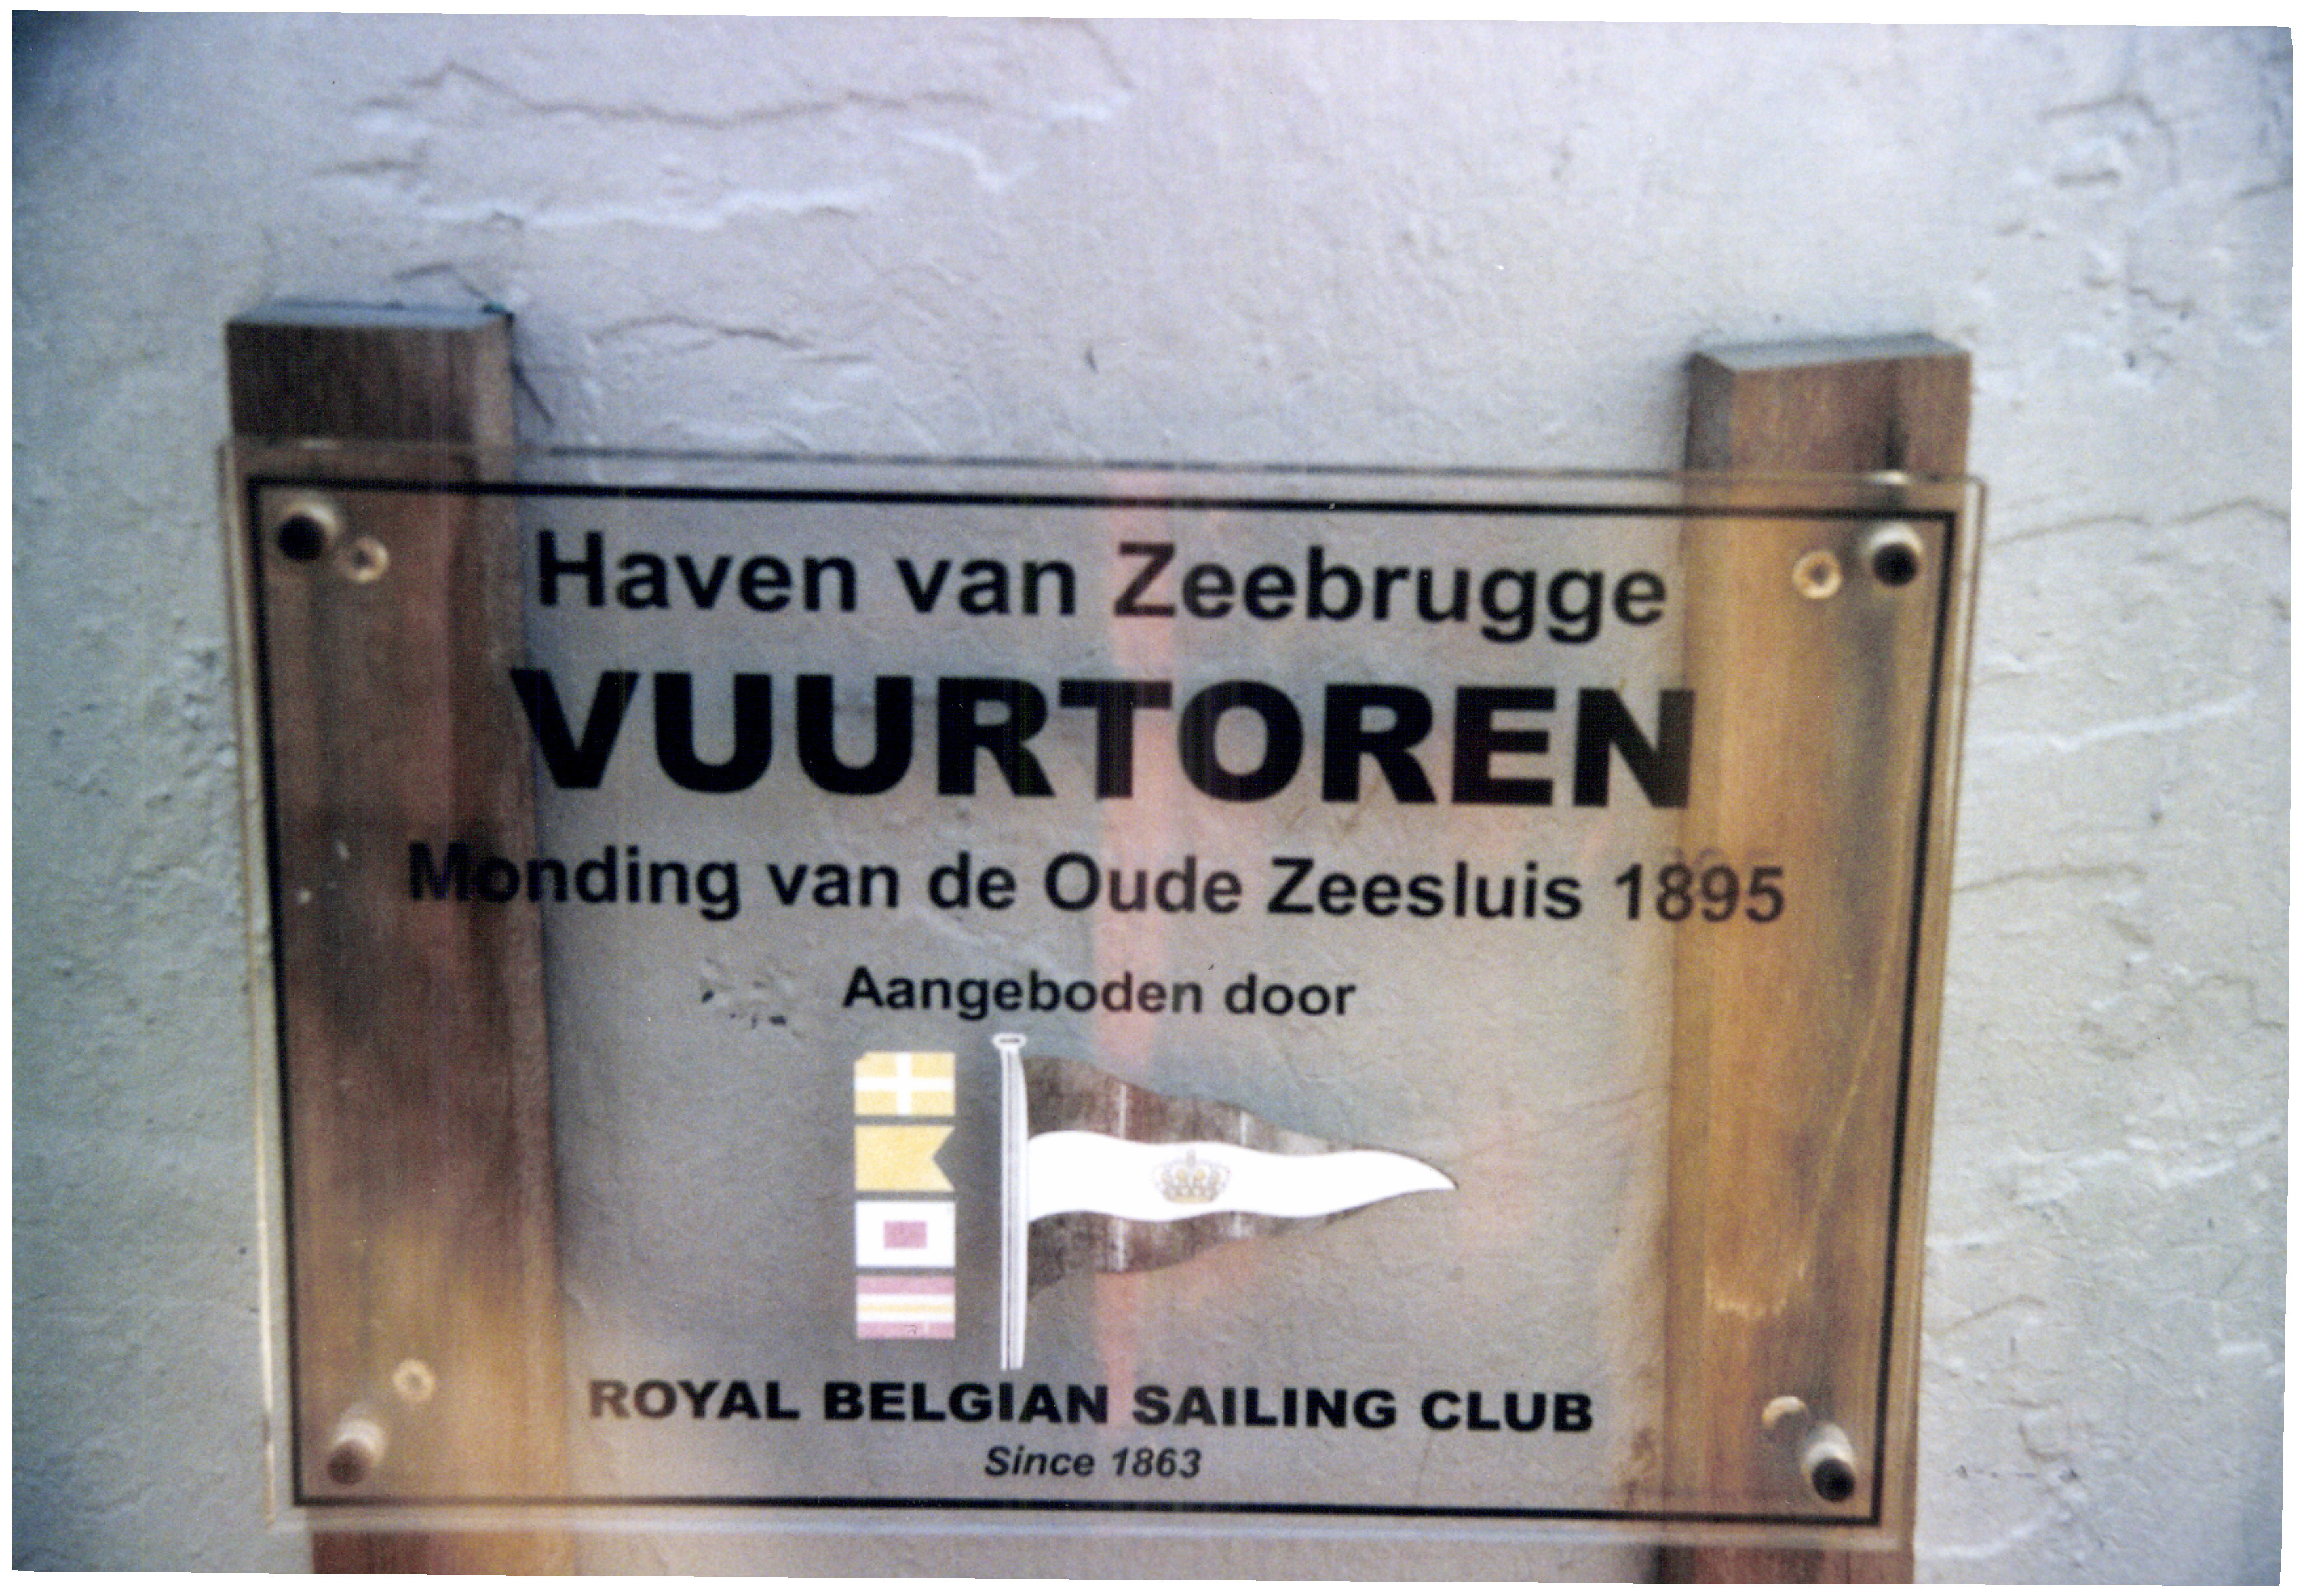 Haven van Zeebrugge
VUURTOREN
Monding van de Oude Zeesluis 1895
Aangeboden door
ROYAL BELGIAN SAILING CLUB
Since 1863